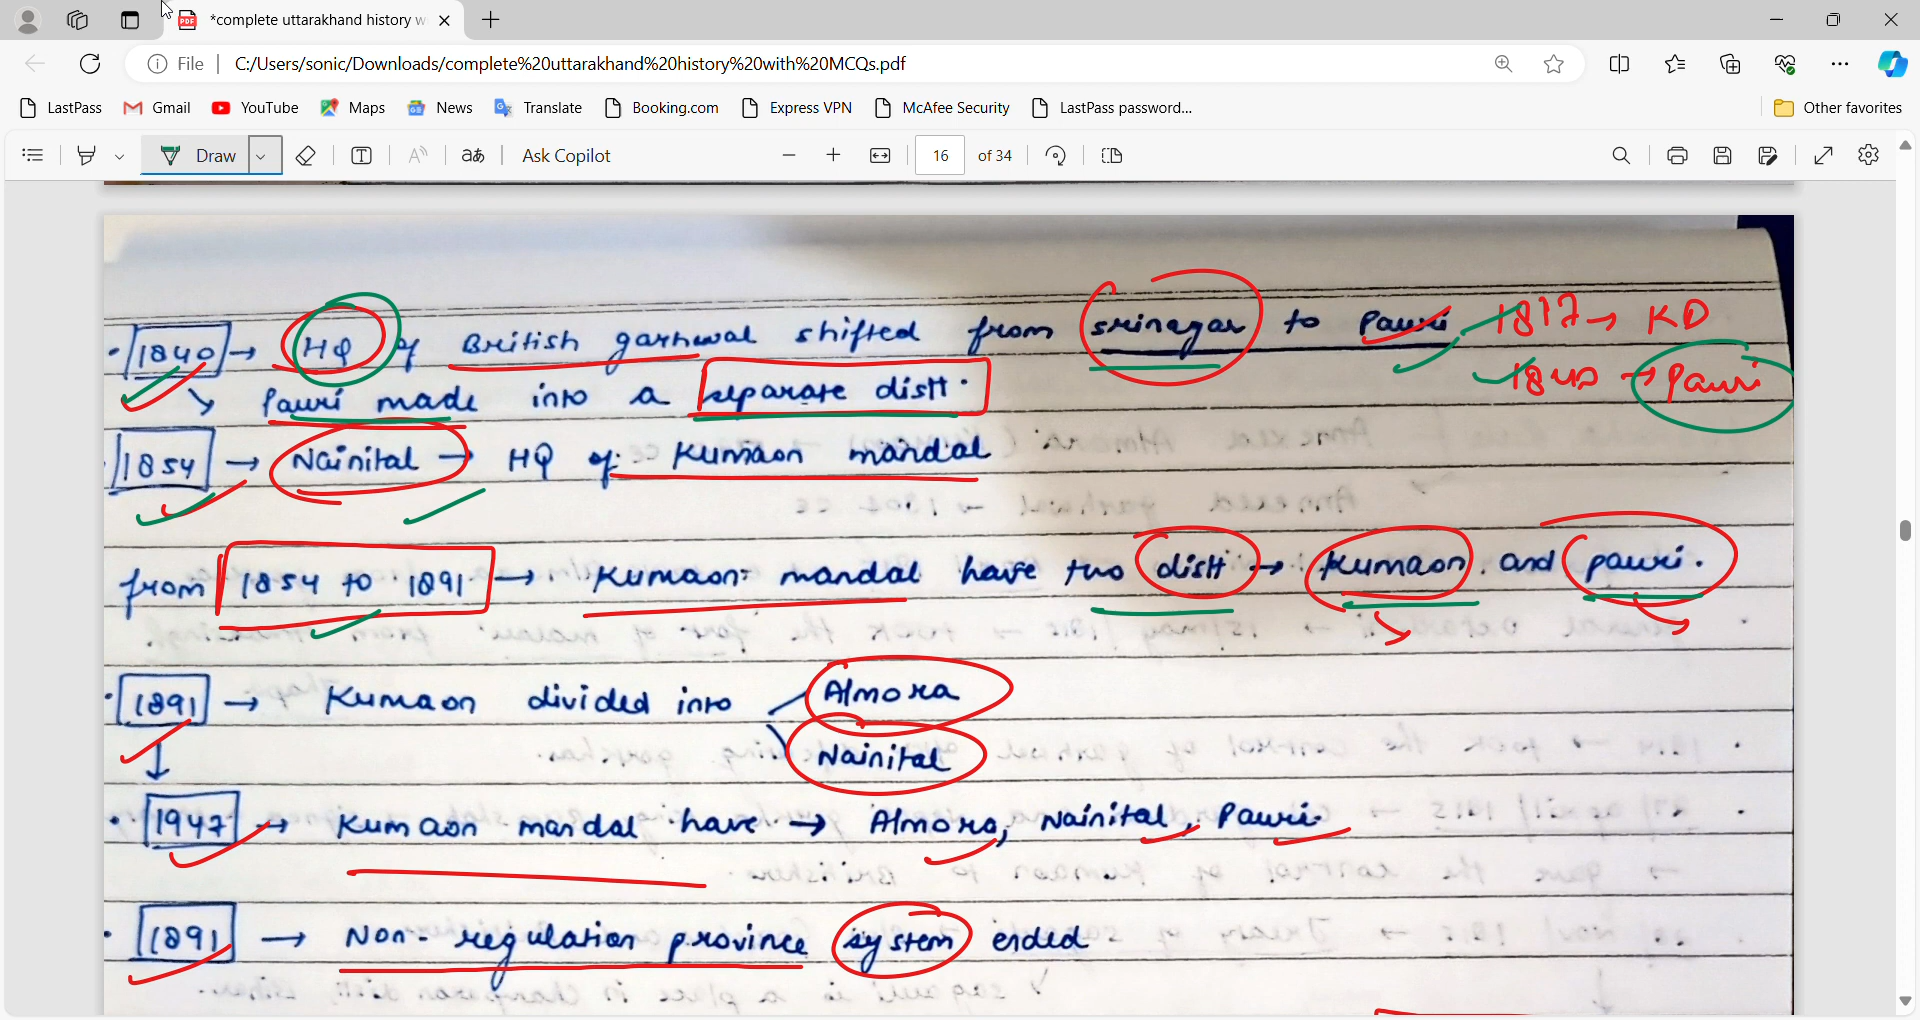 *complete uttarakhand history w
File C:/Users/sonic/Downloads/complete%20uttarakhand%20history%20with%20MCQs.pdf
LastPass Gmail YouTube Maps News Translate Booking.com Express VPN McAfee Security LastPass password... Other favorites
Draw Ask Copilot 16 of 34
• 1840 → HQ of British garhwal shifted from srinagar to Pauri 1817 → KD
1840 → Pauri
↘ Pauri made into a separate distt.
1854 → Nainital → HQ of Kumaon mandal
from 1854 to 1891 → Kumaon mandal have two distt → Kumaon and pauri.
• 1891 → Kumaon divided into Almora
Nainital
• 1947 → Kumaon mandal have → Almora, Nainital, Pauri
• 1891 → Non-regulation province system ended